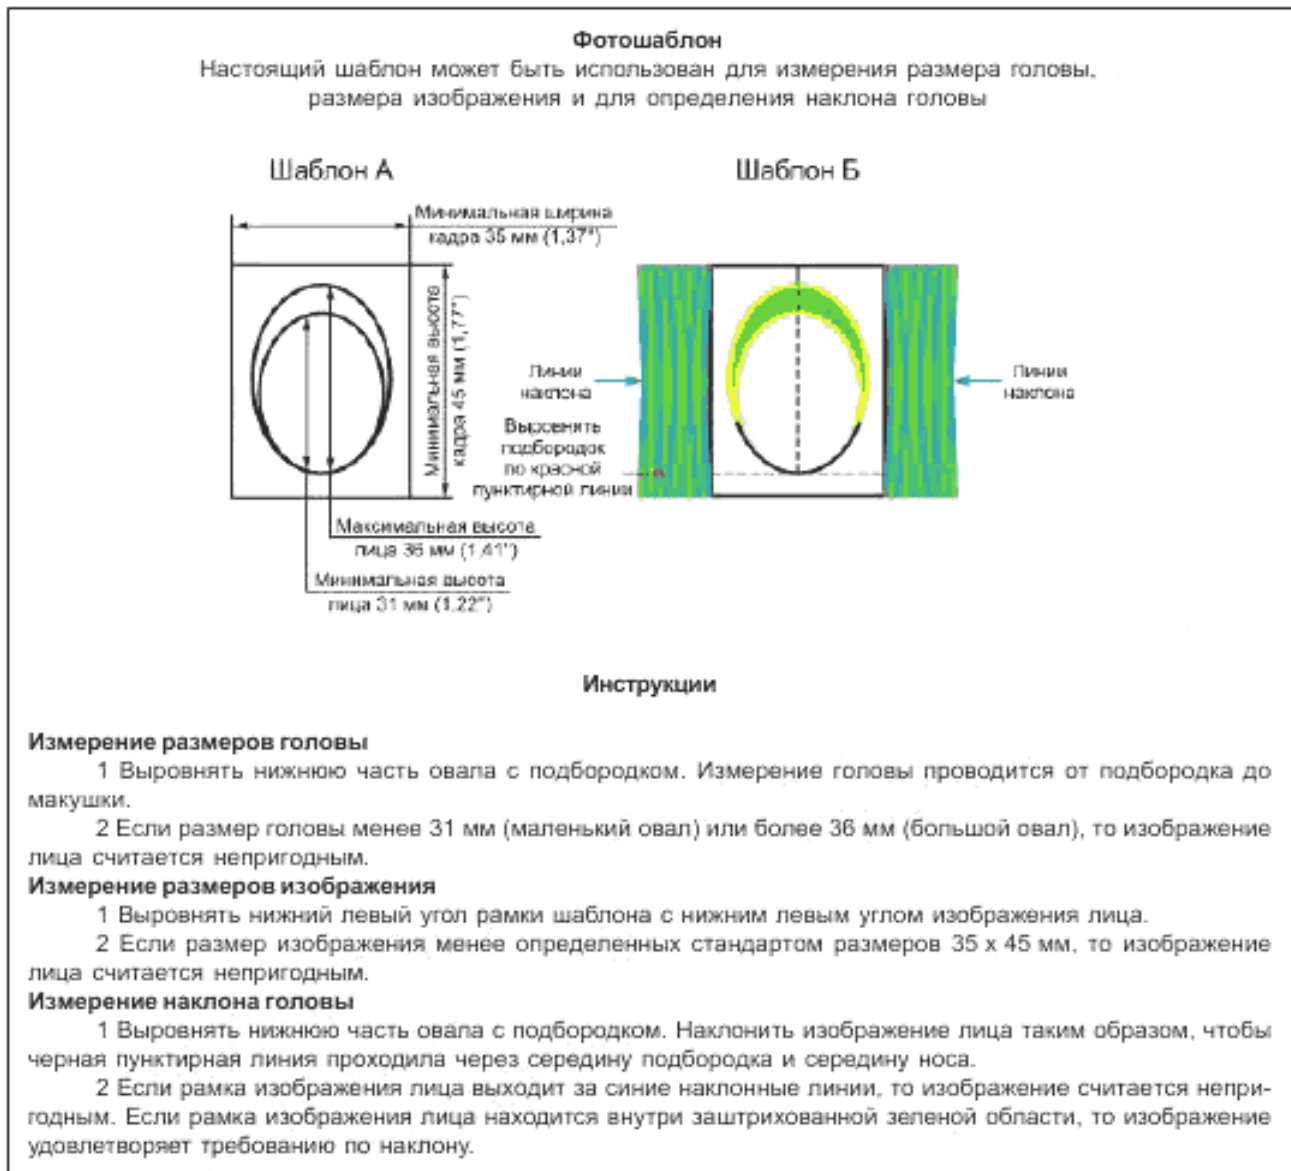 Фотошаблон
Настоящий шаблон может быть использован для измерения размера головы,
размера изображения и для определения наклона головы
Шаблон А
Шаблон Б
Минимальная ширина
кадра 35 мм (1,37")
Минимальная высота
кадра 45 мм (1,77")
Линии
наклона
Линии
наклона
Выровнять
подбородок
по красной
пунктирной линии
Максимальная высота
лица 36 мм (1,41")
Минимальная высота
лица 31 мм (1,22")
Инструкции
Измерение размеров головы
1 Выровнять нижнюю часть овала с подбородком. Измерение головы проводится от подбородка до
макушки.
2 Если размер головы менее 31 мм (маленький овал) или более 36 мм (большой овал), то изображение
лица считается непригодным.
Измерение размеров изображения
1 Выровнять нижний левый угол рамки шаблона с нижним левым углом изображения лица.
2 Если размер изображения менее определенных стандартом размеров 35 х 45 мм, то изображение
лица считается непригодным.
Измерение наклона головы
1 Выровнять нижнюю часть овала с подбородком. Наклонить изображение лица таким образом, чтобы
черная пунктирная линия проходила через середину подбородка и середину носа.
2 Если рамка изображения лица выходит за синие наклонные линии, то изображение считается непри-
годным. Если рамка изображения лица находится внутри заштрихованной зеленой области, то изображение
удовлетворяет требованию по наклону.